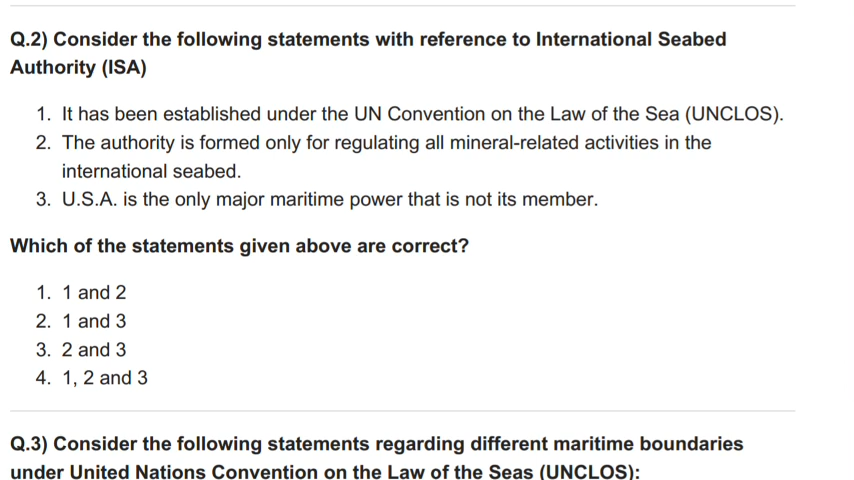 Q.2) Consider the following statements with reference to International Seabed
Authority (ISA)
1. It has been established under the UN Convention on the Law of the Sea (UNCLOS).
2. The authority is formed only for regulating all mineral-related activities in the
international seabed.
3. U.S.A. is the only major maritime power that is not its member.
Which of the statements given above are correct?
1. 1 and 2
2. 1 and 3
3. 2 and 3
4. 1, 2 and 3
Q.3) Consider the following statements regarding different maritime boundaries
under United Nations Convention on the Law of the Seas (UNCLOS):